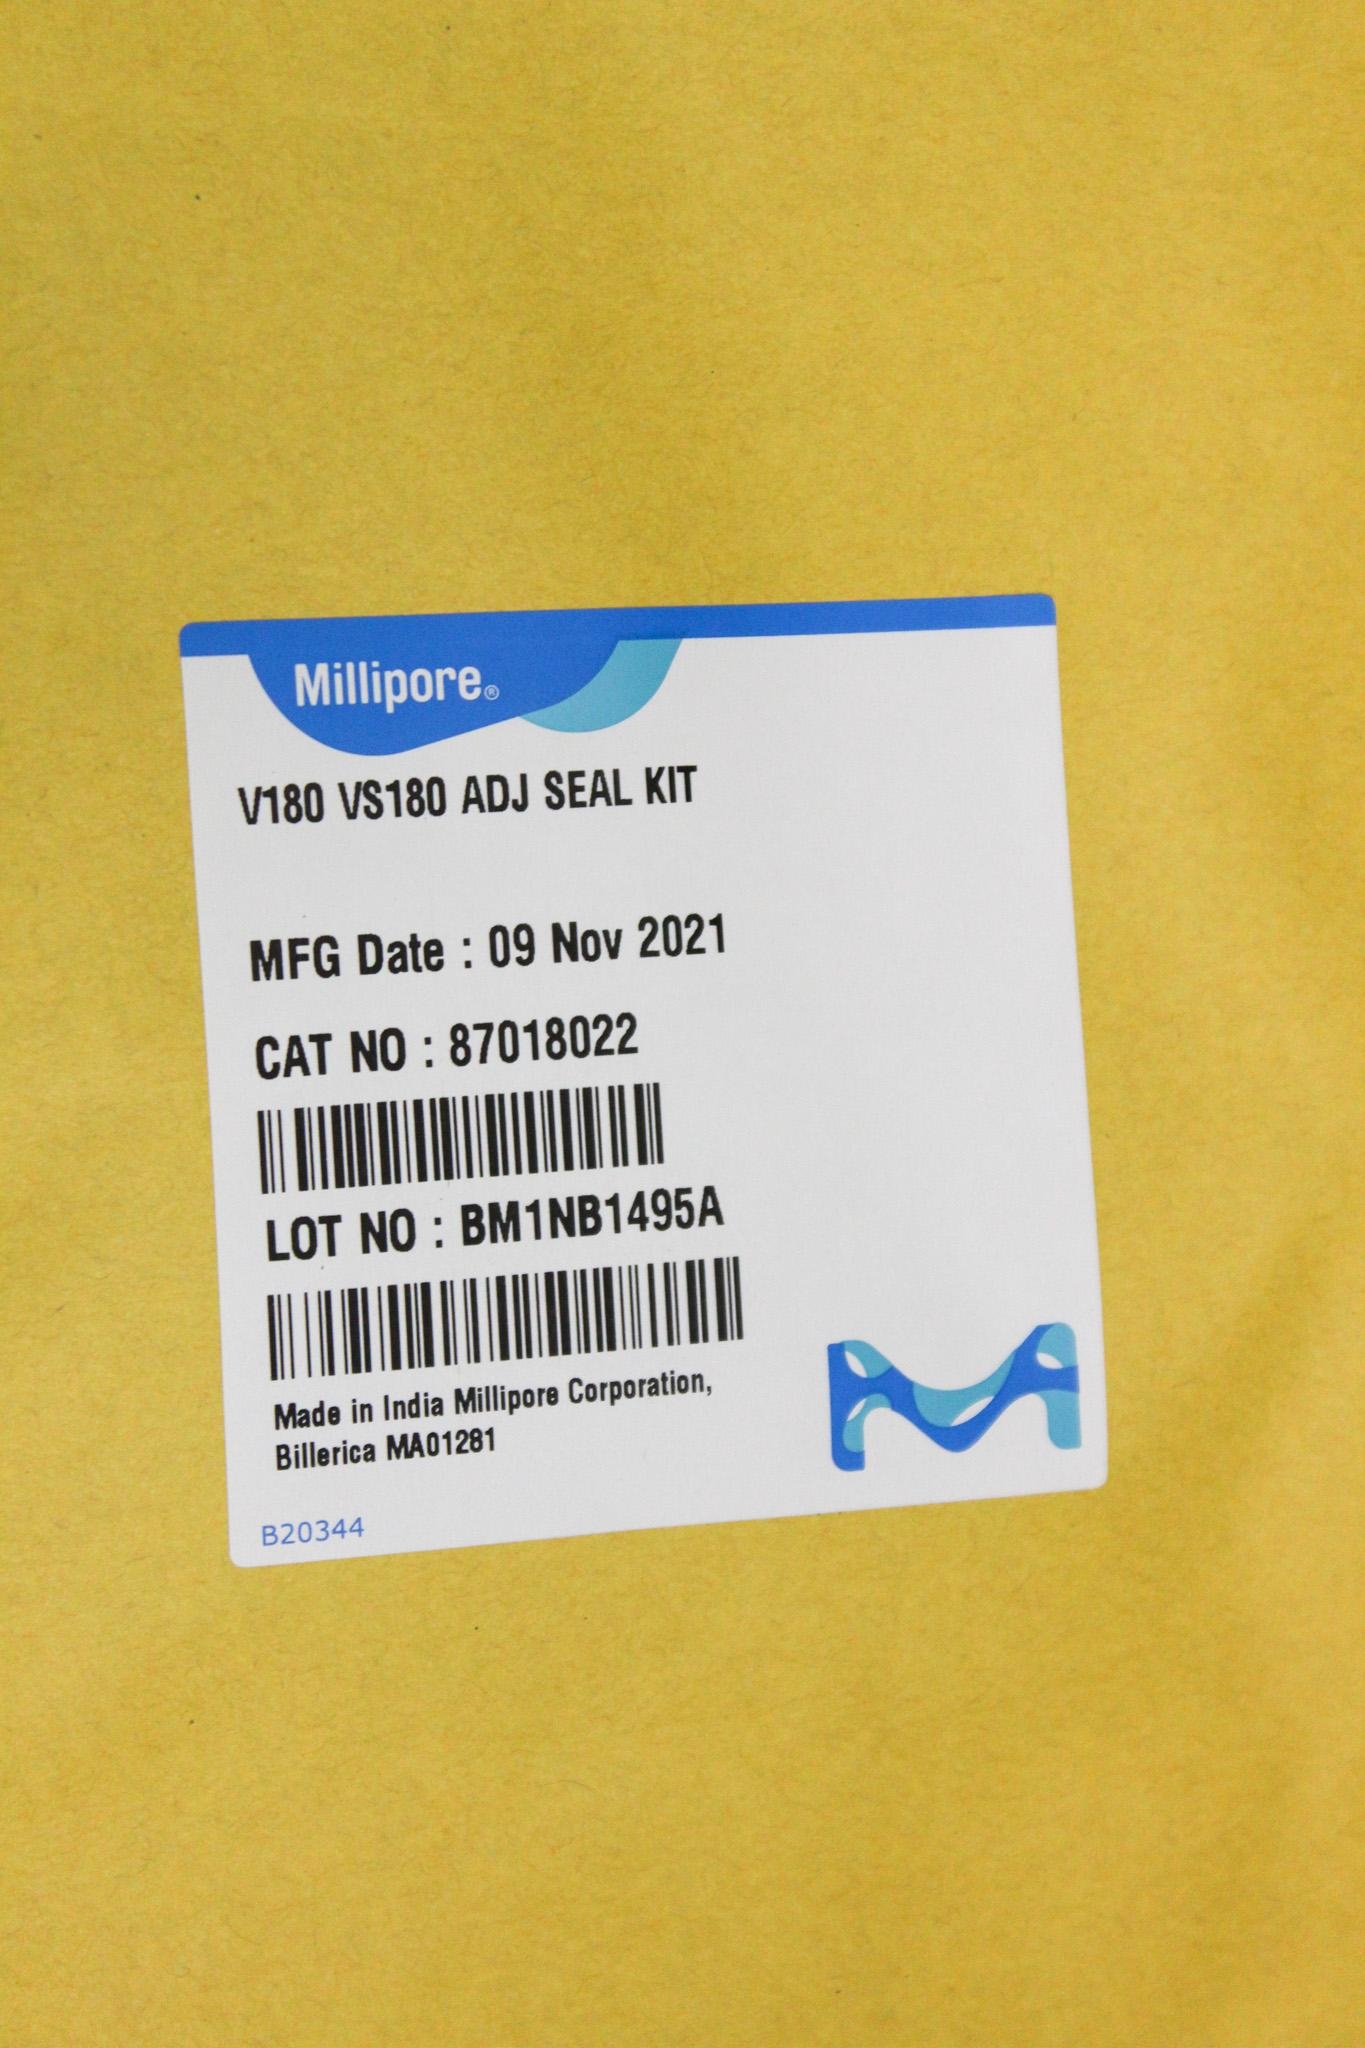 Millipore®
V180 VS180 ADJ SEAL KIT
MFG Date : 09 Nov 2021
CAT NO : 87018022
LOT NO : BM1NB1495A
Made in India Millipore Corporation,
Billerica MA01281
B20344